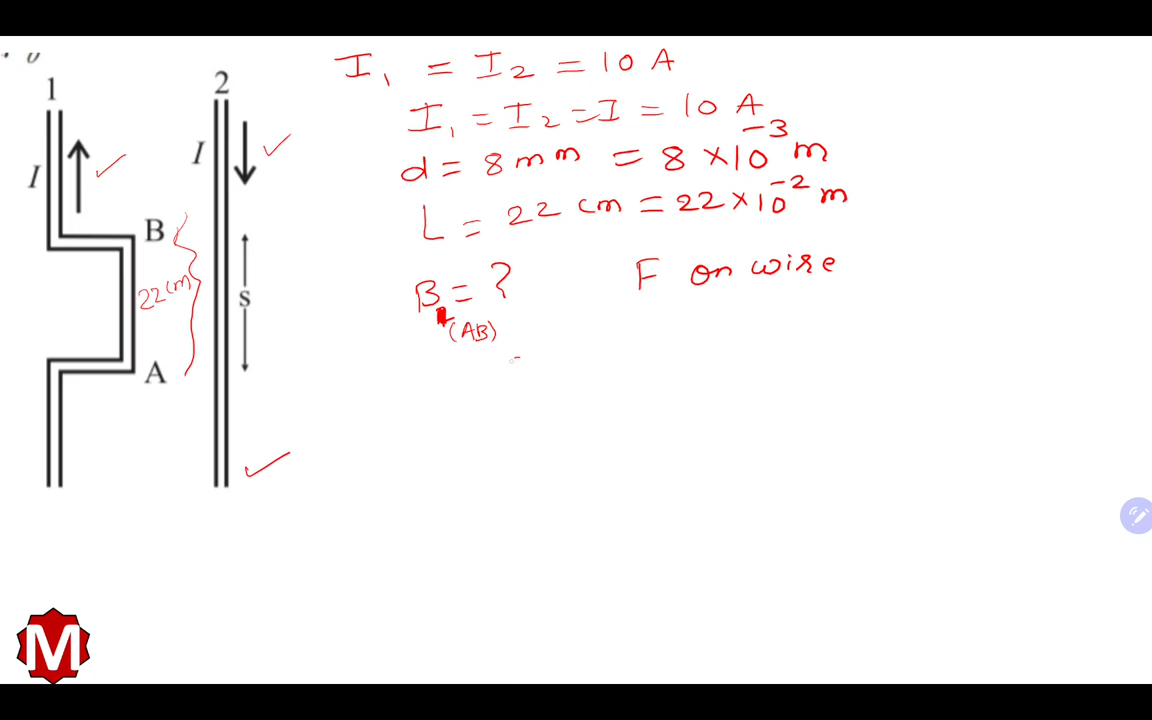 I₁ = I₂ = 10 A
1
2
I₁ = I₂ = I = 10 A
I
I
d = 8 mm = 8 × 10⁻³ m
L = 22 cm = 22 × 10⁻² m
B
22 cm
S
B = ?
F on wire
(AB)
A
M